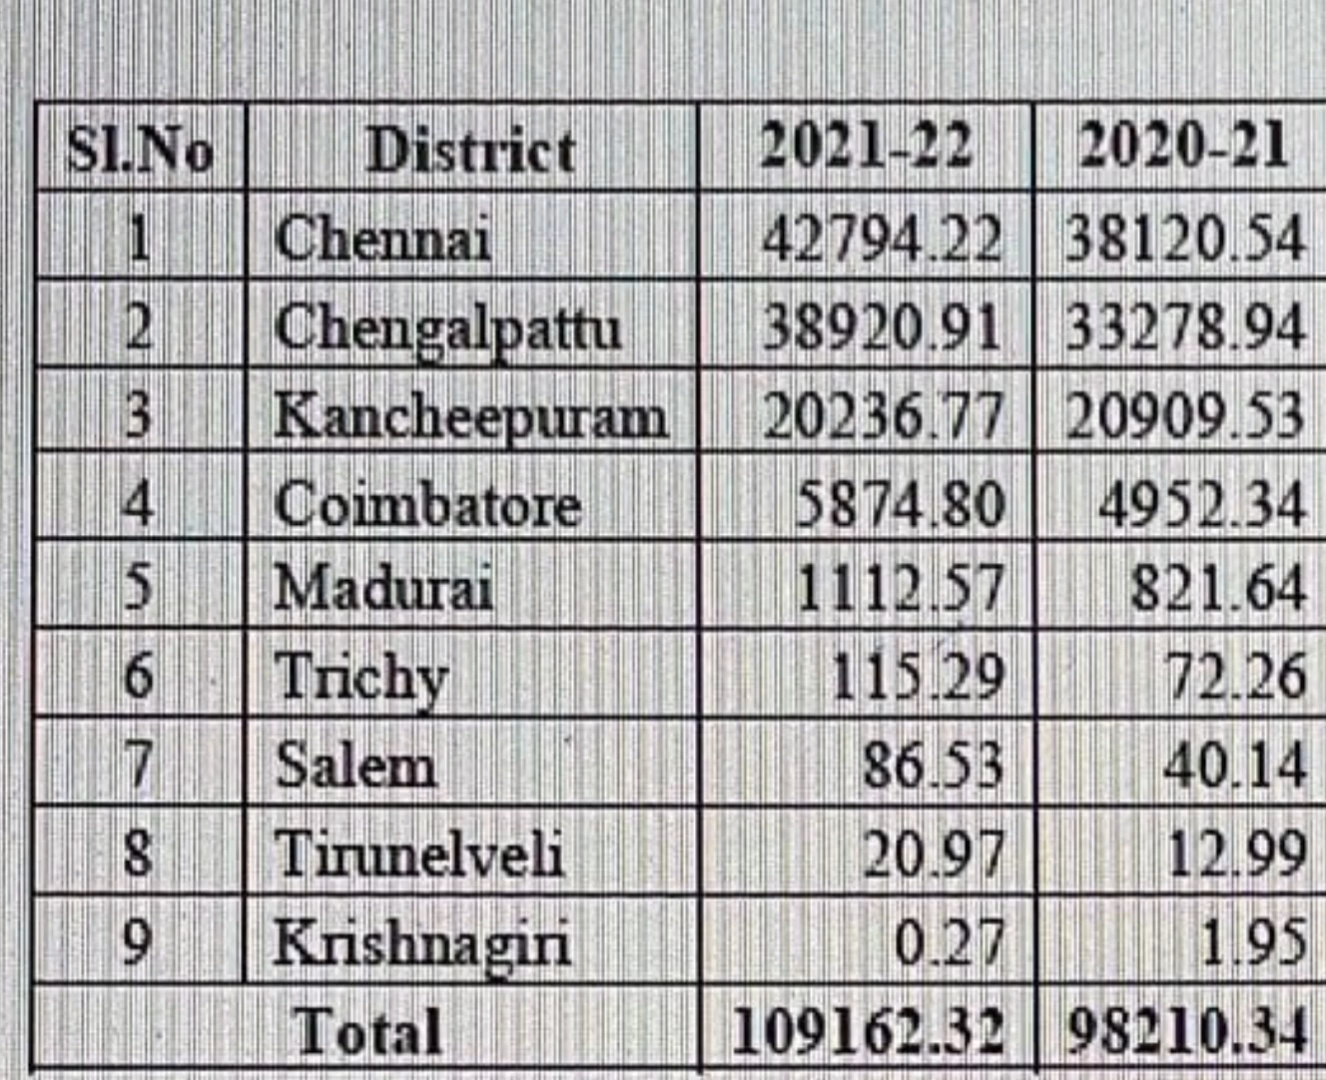 Sl.No District 2021-22 2020-21
1 Chennai 42794.22 38120.54
2 Chengalpattu 38920.91 33278.94
3 Kancheepuram 20236.77 20909.53
4 Coimbatore 5874.80 4952.34
5 Madurai 1112.57 821.64
6 Trichy 115.29 72.26
7 Salem 86.53 40.14
8 Tirunelveli 20.97 12.99
9 Krishnagiri 0.27 1.95
Total 109162.32 98210.34